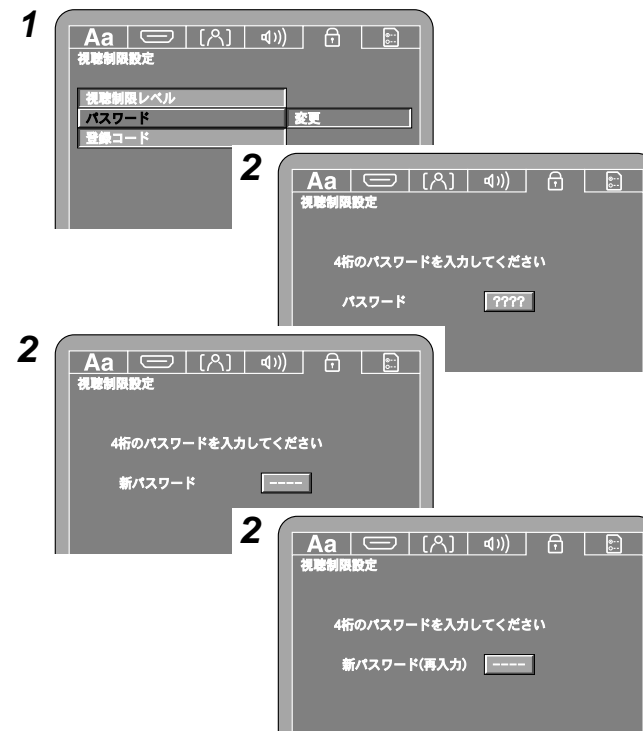 1
Aa
視聴制限設定
視聴制限レベル
パスワード 変更
登録コード
2
Aa
視聴制限設定
4桁のパスワードを入力してください
パスワード ????
2
Aa
視聴制限設定
4桁のパスワードを入力してください
新パスワード ----
2
Aa
視聴制限設定
4桁のパスワードを入力してください
新パスワード(再入力) ----